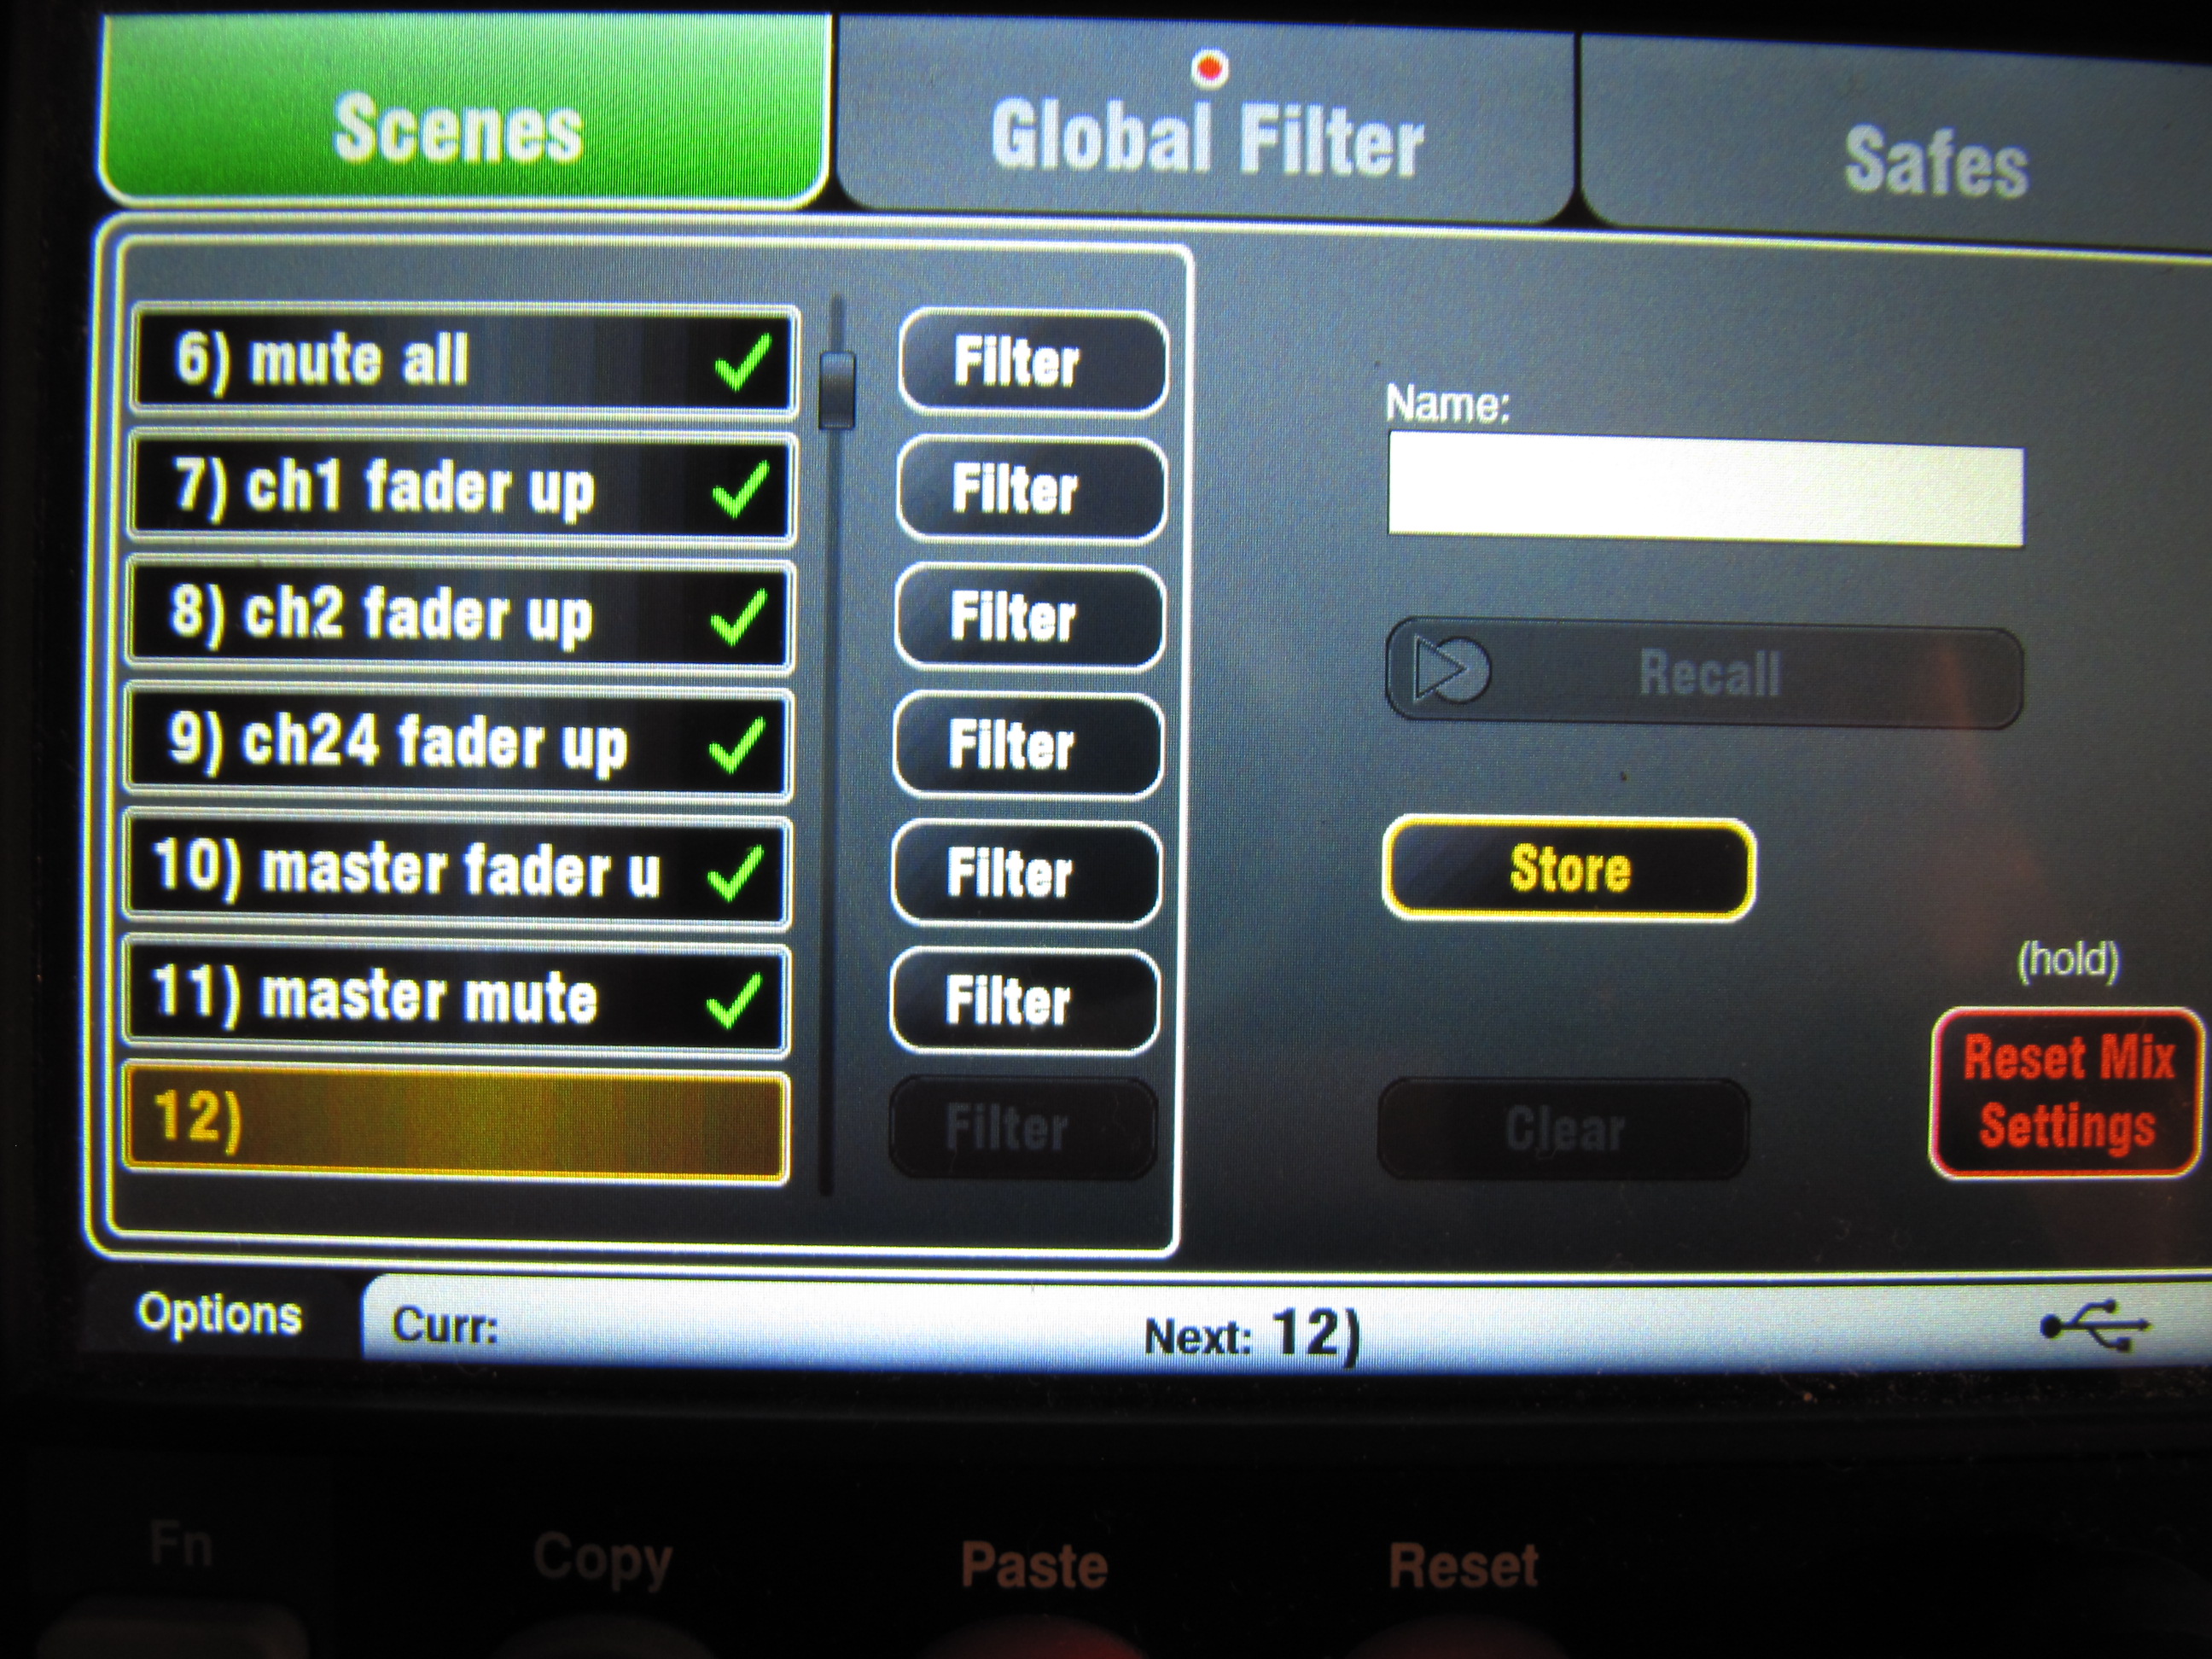 Scenes
Global Filter
Safes
6) mute all
Filter
7) ch1 fader up
Filter
8) ch2 fader up
Filter
9) ch24 fader up
Filter
10) master fader u
Filter
11) master mute
Filter
12)
Filter
Name:
Recall
Store
(hold)
Clear
Reset Mix
Settings
Options
Curr:
Next: 12)
Fn
Copy
Paste
Reset